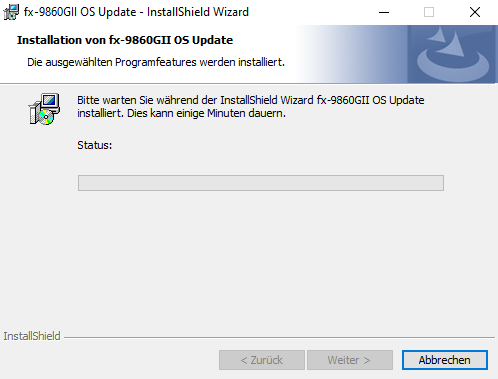 fx-9860GII OS Update - InstallShield Wizard
Installation von fx-9860GII OS Update
Die ausgewählten Programfeatures werden installiert.
Bitte warten Sie während der InstallShield Wizard fx-9860GII OS Update
installiert. Dies kann einige Minuten dauern.
Status:
InstallShield
< Zurück Weiter > Abbrechen